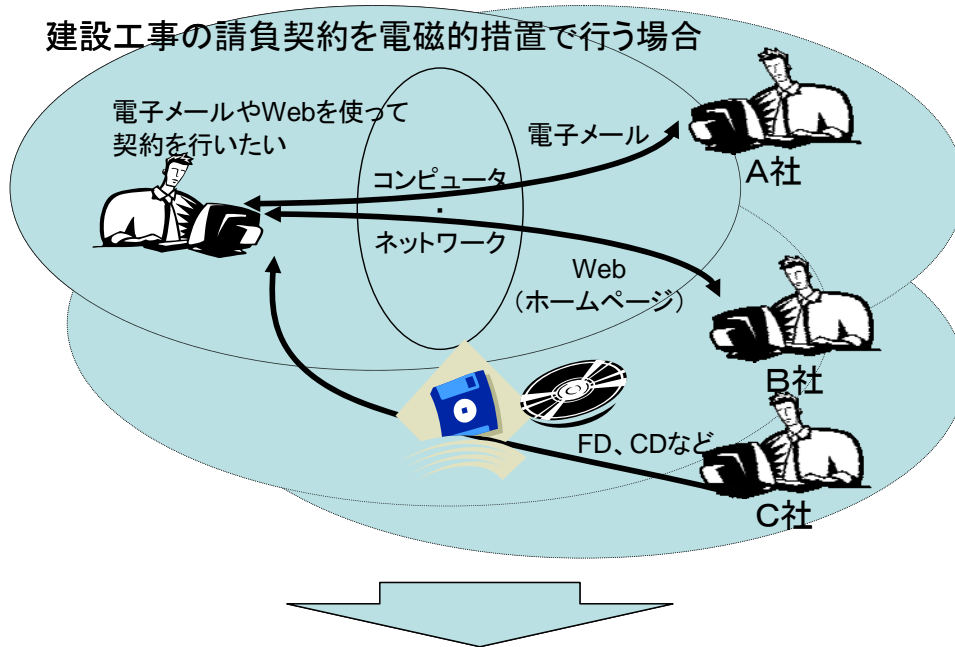 建設工事の請負契約を電磁的措置で行う場合
電子メールやWebを使って
契約を行いたい
電子メール
A社
コンピュータ
・
ネットワーク
Web
（ホームページ）
B社
FD、CDなど
C社